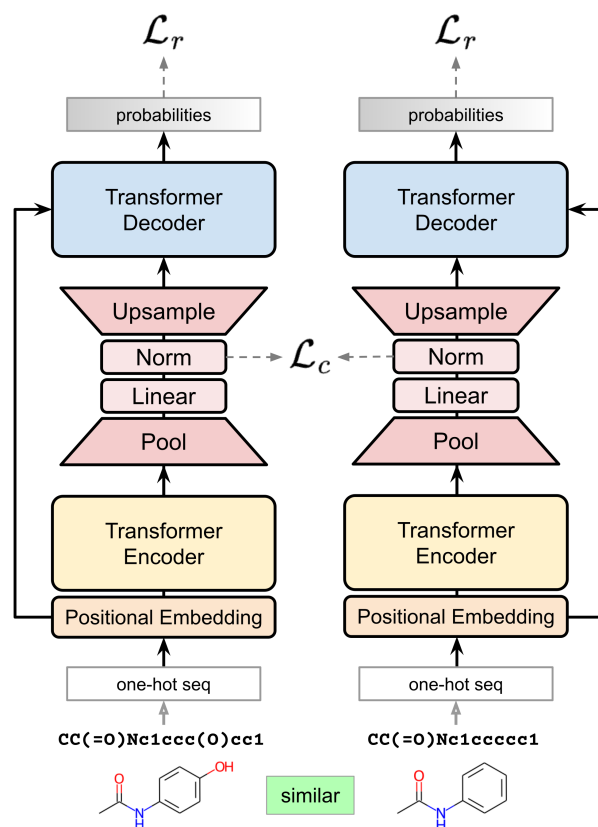 ℒr ℒr
probabilities probabilities
Transformer Transformer
Decoder Decoder
Upsample Upsample
Norm ℒc Norm
Linear Linear
Pool Pool
Transformer Transformer
Encoder Encoder
Positional Embedding Positional Embedding
one-hot seq one-hot seq
CC(=O)Nc1ccc(O)cc1 CC(=O)Nc1ccccc1
O OH O
similar
N N
H H